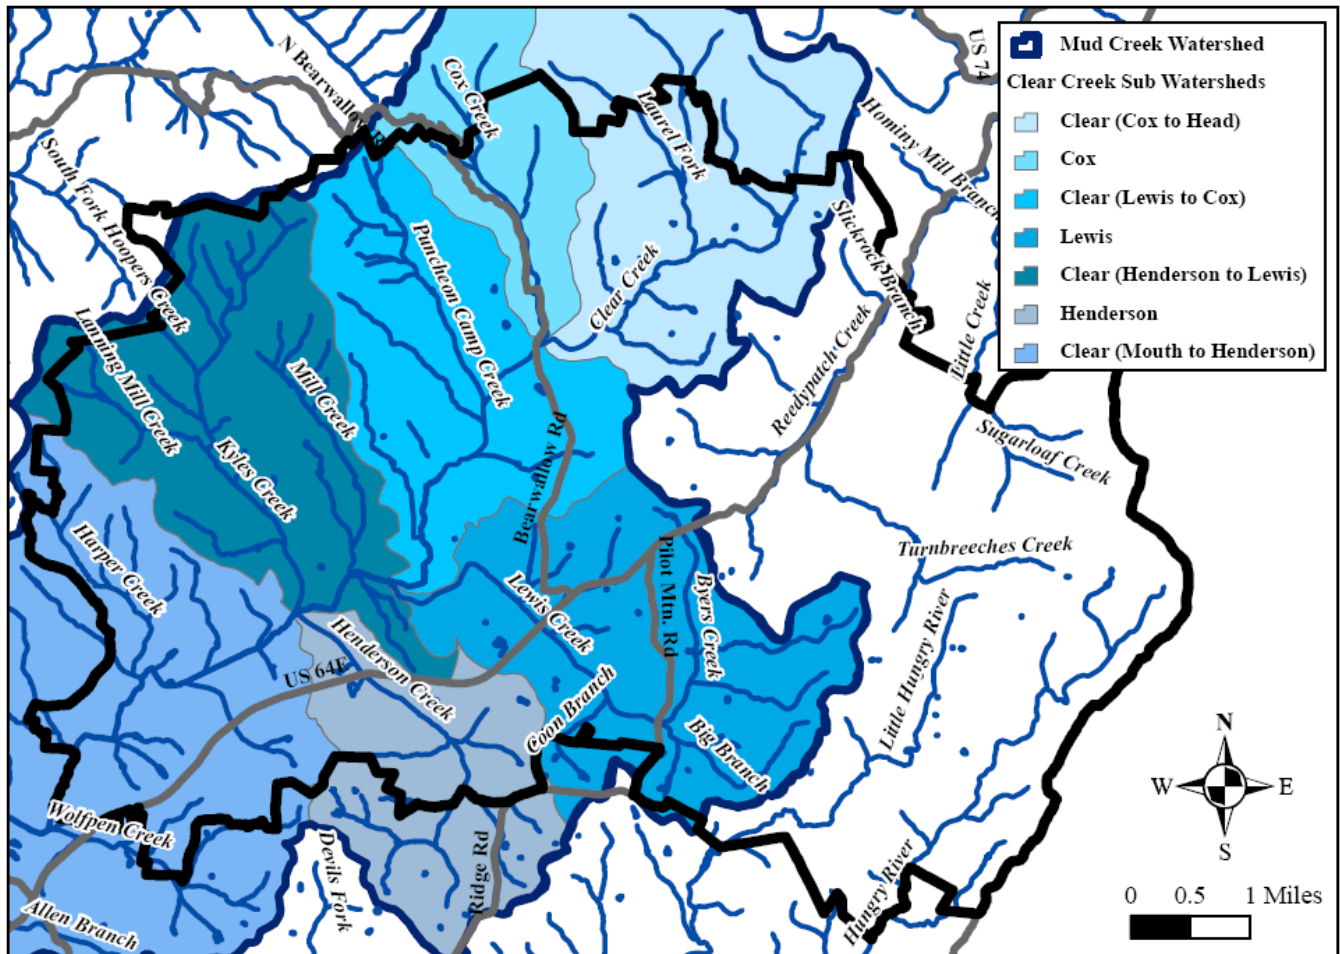 Mud Creek Watershed
Clear Creek Sub Watersheds
Clear (Cox to Head)
Cox
Clear (Lewis to Cox)
Lewis
Clear (Henderson to Lewis)
Henderson
Clear (Mouth to Henderson)
US 74
N Bearwallow
Cox Creek
Laurel Fork
Hominy Mill Branch
South Fork Hoopers Creek
Slickrock Branch
Puncheon Camp Creek
Clear Creek
Little Creek
Lanning Mill Creek
Mill Creek
Reedypatch Creek
Kyles Creek
Bearwallow Rd
Sugarloaf Creek
Harper Creek
Turnbreeches Creek
Pilot Mtn. Rd
Byers Creek
Lewis Creek
Little Hungry River
Henderson Creek
US 64E
Coon Branch
Big Branch
Wolfpen Creek
Devils Fork
Ridge Rd
Hungry River
Allen Branch
N
W E
S
0 0.5 1 Miles